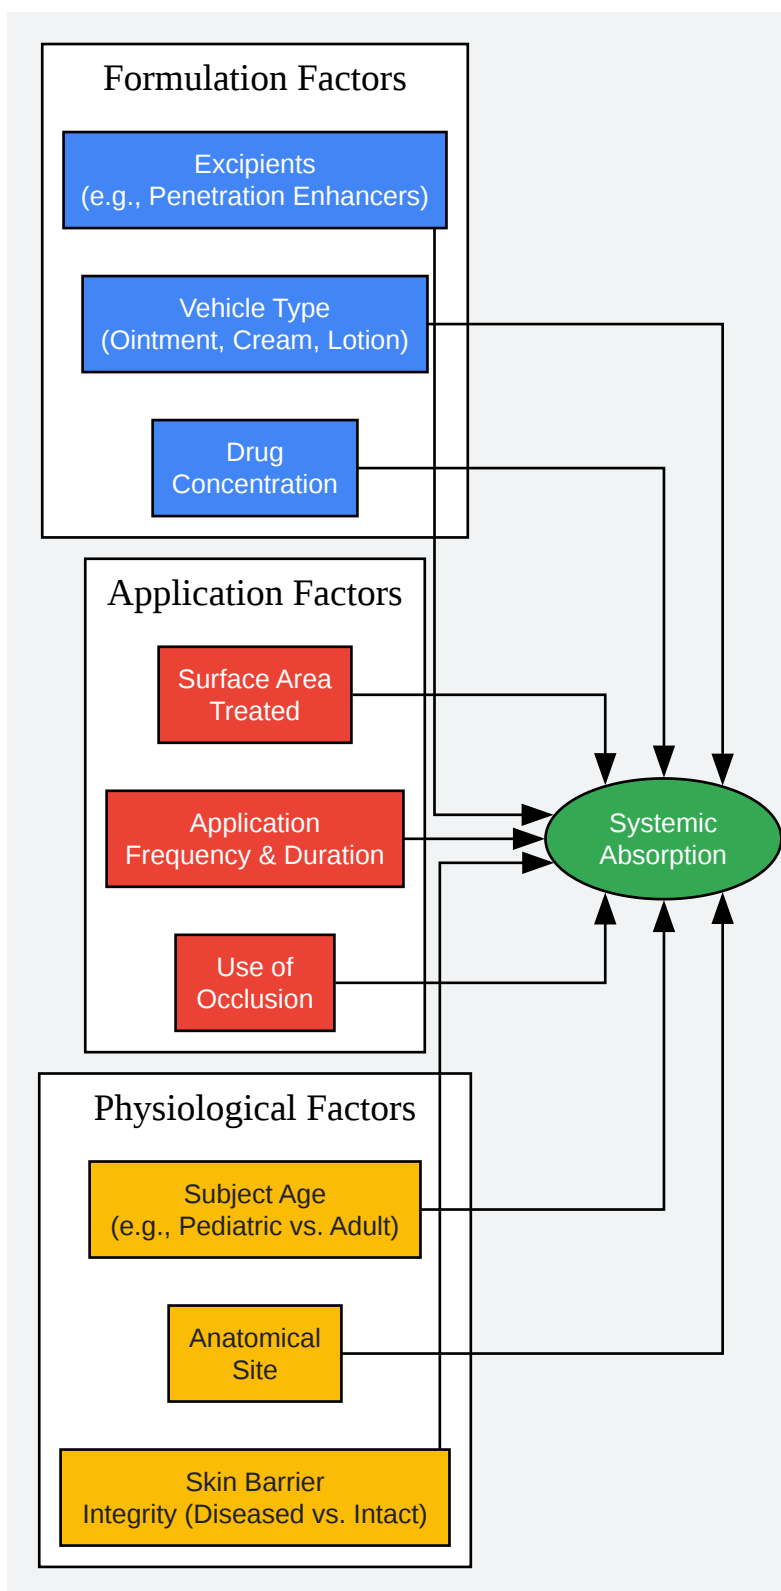 Formulation Factors
Excipients
(e.g., Penetration Enhancers)
Vehicle Type
(Ointment, Cream, Lotion)
Drug
Concentration
Application Factors
Surface Area
Treated
Application
Frequency & Duration
Use of
Occlusion
Systemic
Absorption
Physiological Factors
Subject Age
(e.g., Pediatric vs. Adult)
Anatomical
Site
Skin Barrier
Integrity (Diseased vs. Intact)